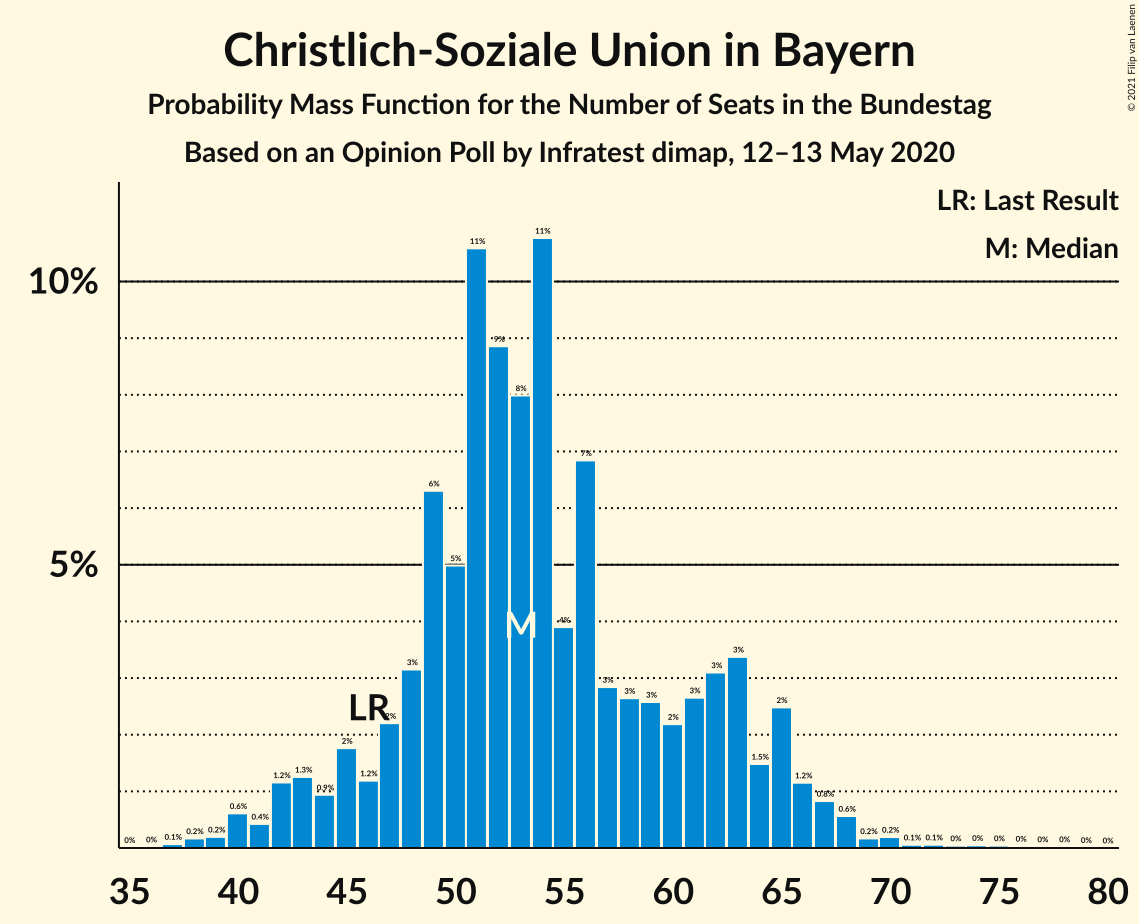 Christlich-Soziale Union in Bayern
Probability Mass Function for the Number of Seats in the Bundestag
Based on an Opinion Poll by Infratest dimap, 12–13 May 2020
© 2021 Filip van Laenen
LR: Last Result
M: Median
10%
5%
LR
M
0% 0% 0.1% 0.2% 0.2% 0.6% 0.4% 1.2% 1.3% 0.9% 2% 1.2% 2% 3% 6% 5% 11% 9% 8% 11% 4% 7% 3% 3% 3% 2% 3% 3% 3% 1.5% 2% 1.2% 0.8% 0.6% 0.2% 0.2% 0.1% 0.1% 0% 0% 0% 0% 0% 0% 0% 0%
35 40 45 50 55 60 65 70 75 80